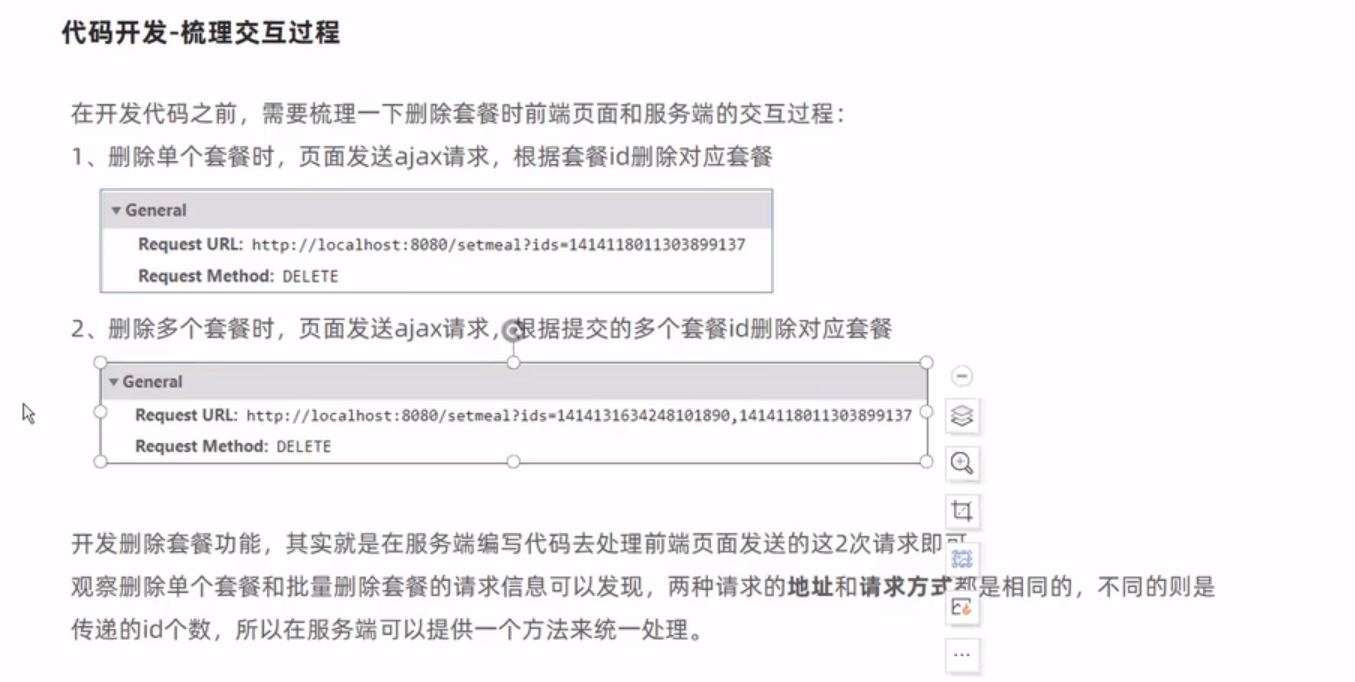 代码开发-梳理交互过程
在开发代码之前，需要梳理一下删除套餐时前端页面和服务端的交互过程：
1、删除单个套餐时，页面发送ajax请求，根据套餐id删除对应套餐
General
Request URL: http://localhost:8080/setmeal?ids=1414118011303899137
Request Method: DELETE
2、删除多个套餐时，页面发送ajax请求，根据提交的多个套餐id删除对应套餐
General
Request URL: http://localhost:8080/setmeal?ids=1414131634248101890,1414118011303899137
Request Method: DELETE
开发删除套餐功能，其实就是在服务端编写代码去处理前端页面发送的这2次请求即可
观察删除单个套餐和批量删除套餐的请求信息可以发现，两种请求的地址和请求方式都是相同的，不同的则是
传递的id个数，所以在服务端可以提供一个方法来统一处理。